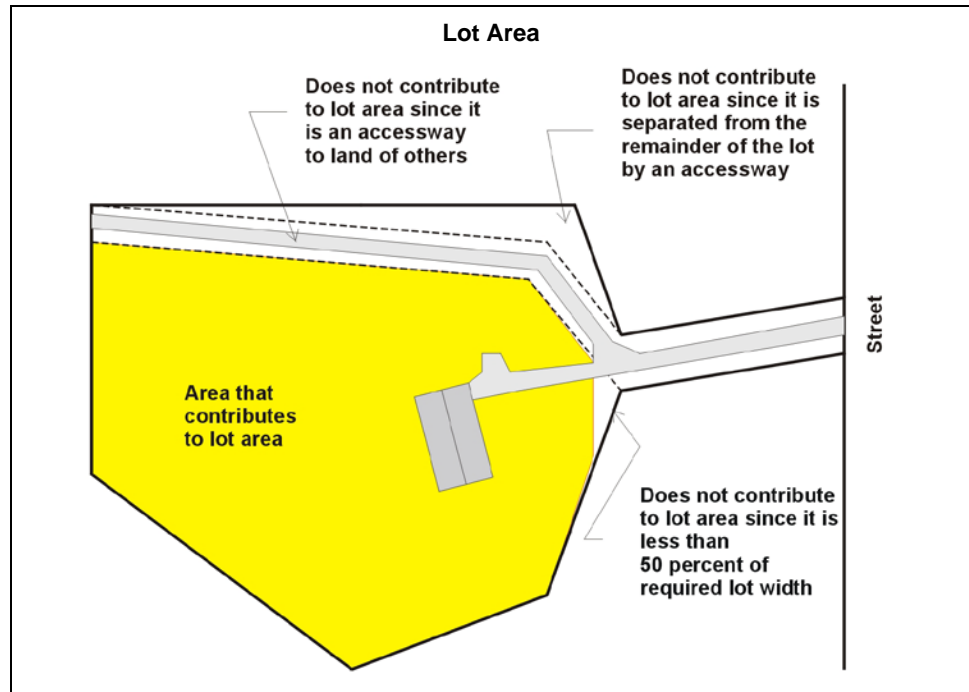 Lot Area
Does not contribute
to lot area since it
is an accessway
to land of others
Does not contribute
to lot area since it is
separated from the
remainder of the lot
by an accessway
Street
Area that
contributes
to lot area
Does not contribute
to lot area since it is
less than
50 percent of
required lot width